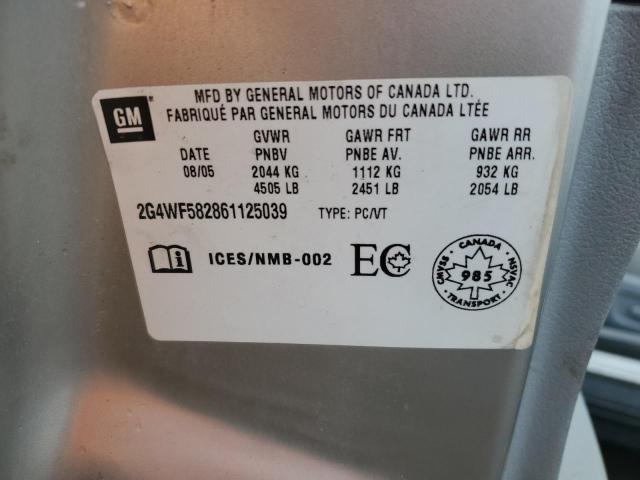 GM
MFD BY GENERAL MOTORS OF CANADA LTD.
FABRIQUÉ PAR GENERAL MOTORS DU CANADA LTÉE
GVWR GAWR FRT GAWR RR
DATE PNBV PNBE AV. PNBE ARR.
08/05 2044 KG 1112 KG 932 KG
4505 LB 2451 LB 2054 LB
2G4WF582861125039 TYPE: PC/VT
ICES/NMB-002 EC
CANADA
CMVSS NSVAC
985
TRANSPORT